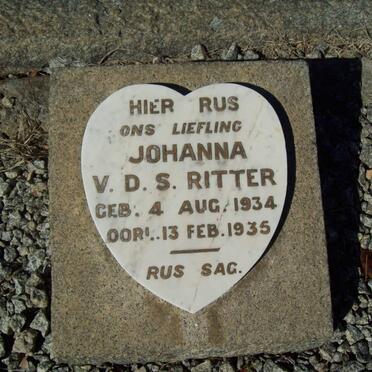 HIER RUS
ONS LIEFLING
JOHANNA
V. D. S. RITTER
GEB. 4 AUG. 1934
OORL. 13 FEB. 1935
RUS SAG.